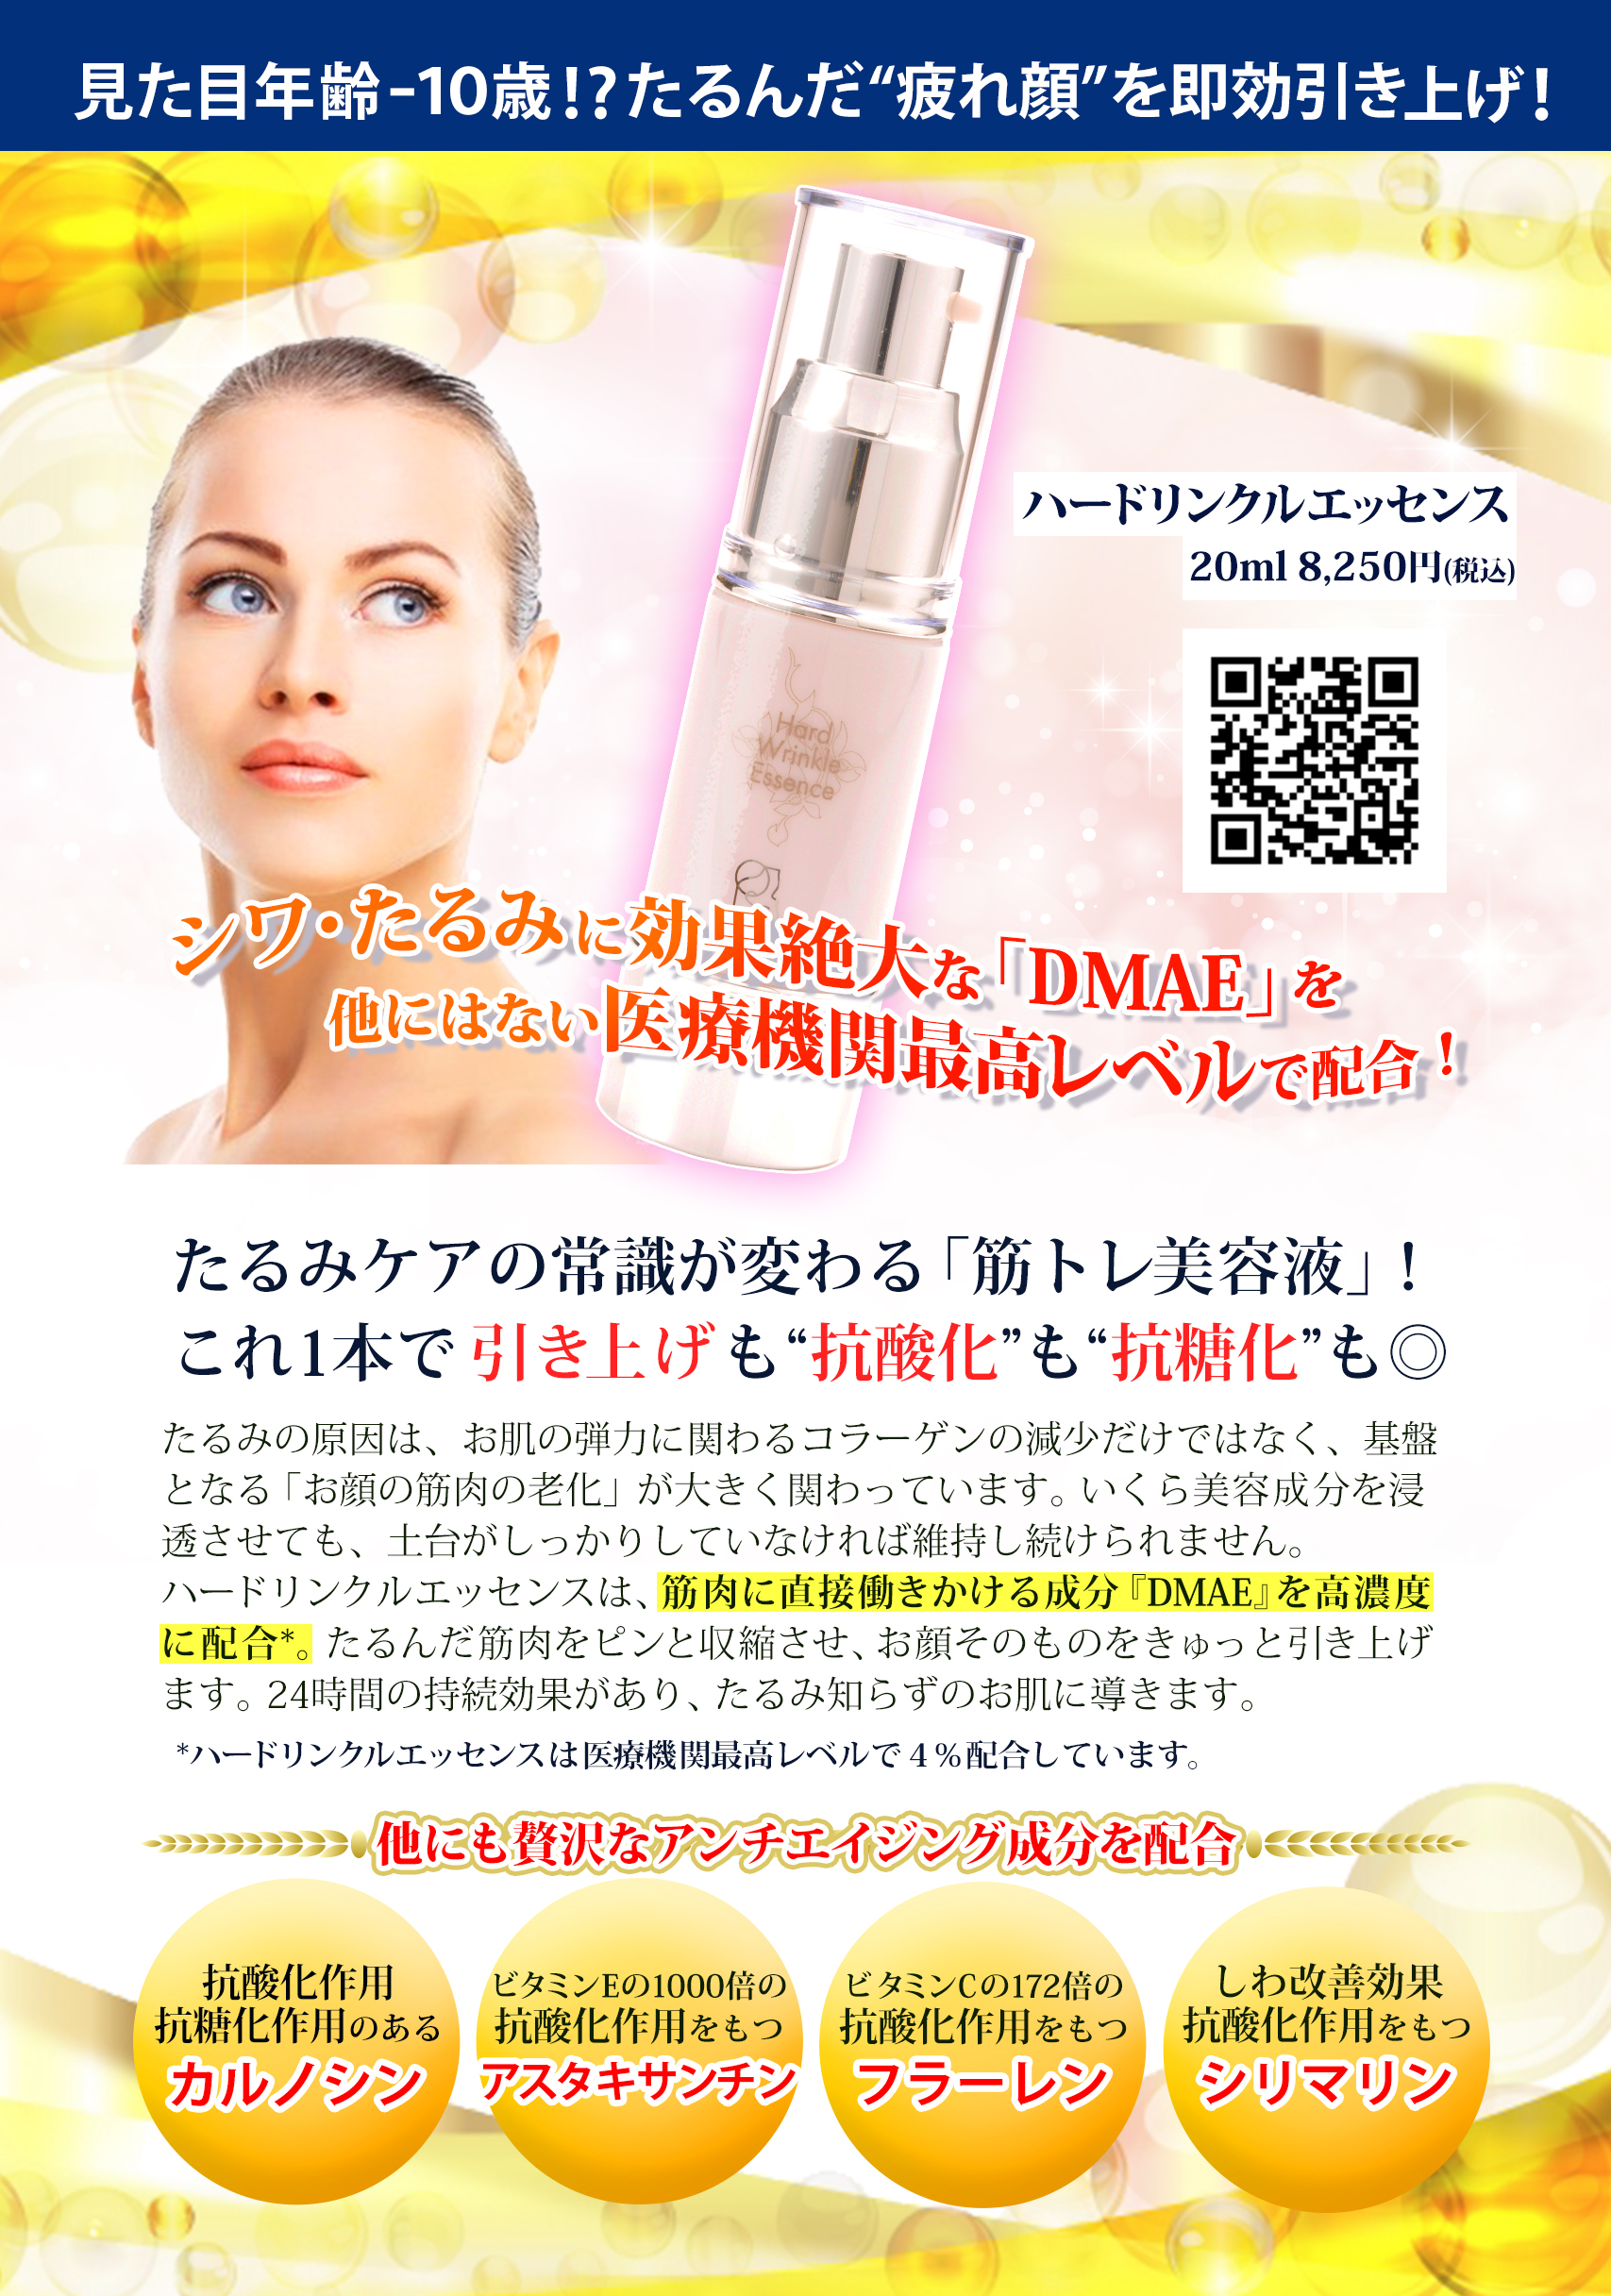 見た目年齢-10歳!?たるんだ“疲れ顔”を即効引き上げ!
ハードリンクルエッセンス
20ml 8,250円(税込)
Hard
Wrinkle
Essence
シワ・たるみに効果絶大な「DMAE」を
他にはない医療機関最高レベルで配合!
たるみケアの常識が変わる「筋トレ美容液」!
これ1本で引き上げも“抗酸化”も“抗糖化”も◎
たるみの原因は、お肌の弾力に関わるコラーゲンの減少だけではなく、基盤
となる「お顔の筋肉の老化」が大きく関わっています。いくら美容成分を浸
透させても、土台がしっかりしていなければ維持し続けられません。
ハードリンクルエッセンスは、筋肉に直接働きかける成分『DMAE』を高濃度
に配合*。たるんだ筋肉をピンと収縮させ、お顔そのものをきゅっと引き上げ
ます。24時間の持続効果があり、たるみ知らずのお肌に導きます。
*ハードリンクルエッセンスは医療機関最高レベルで4%配合しています。
他にも贅沢なアンチエイジング成分を配合
抗酸化作用
抗糖化作用のある
カルノシン
ビタミンEの1000倍の
抗酸化作用をもつ
アスタキサンチン
ビタミンCの172倍の
抗酸化作用をもつ
フラーレン
しわ改善効果
抗酸化作用をもつ
シリマリン